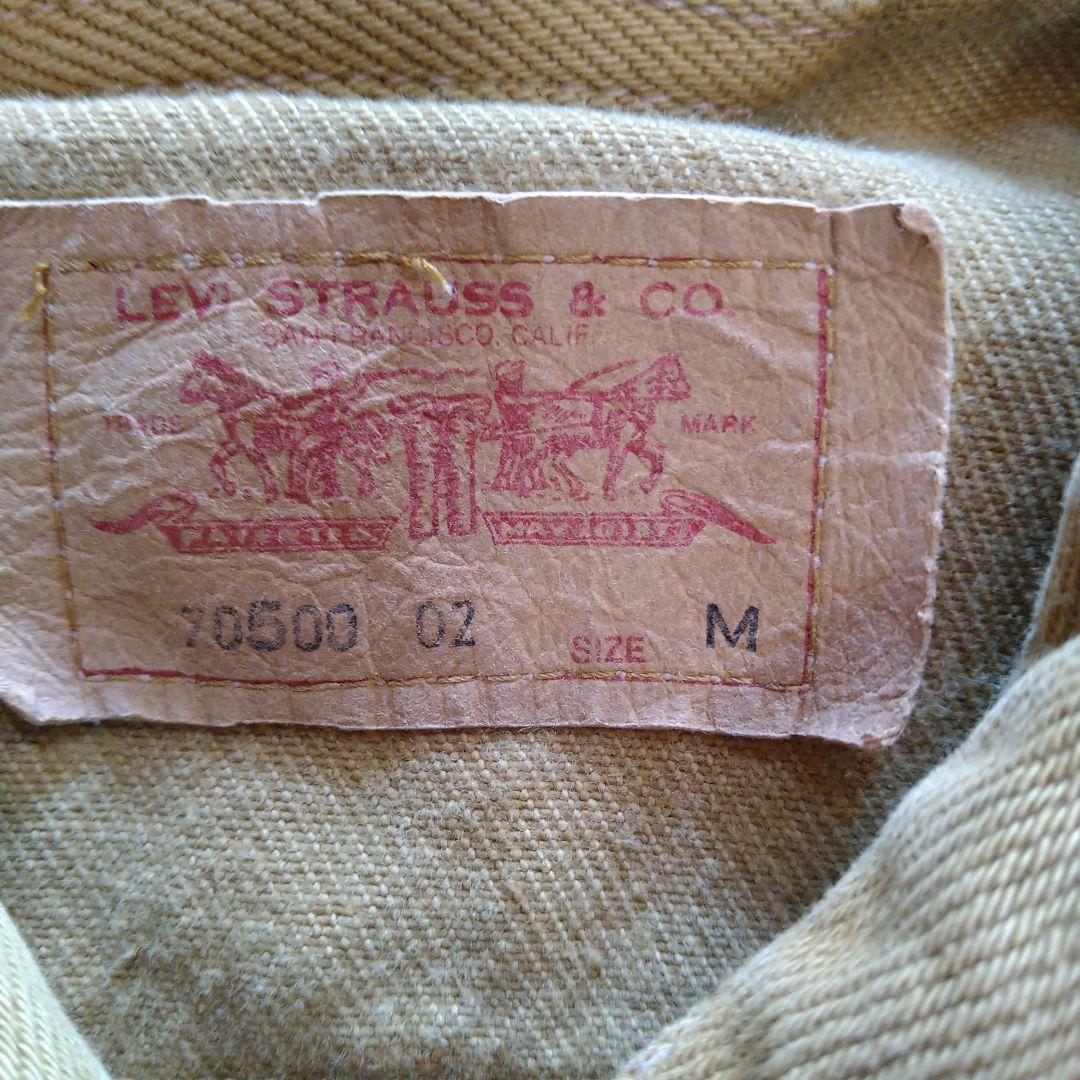 LEVI STRAUSS & CO.
SAN FRANCISCO, CALIF.
TRADE MARK
70500 02 SIZE M